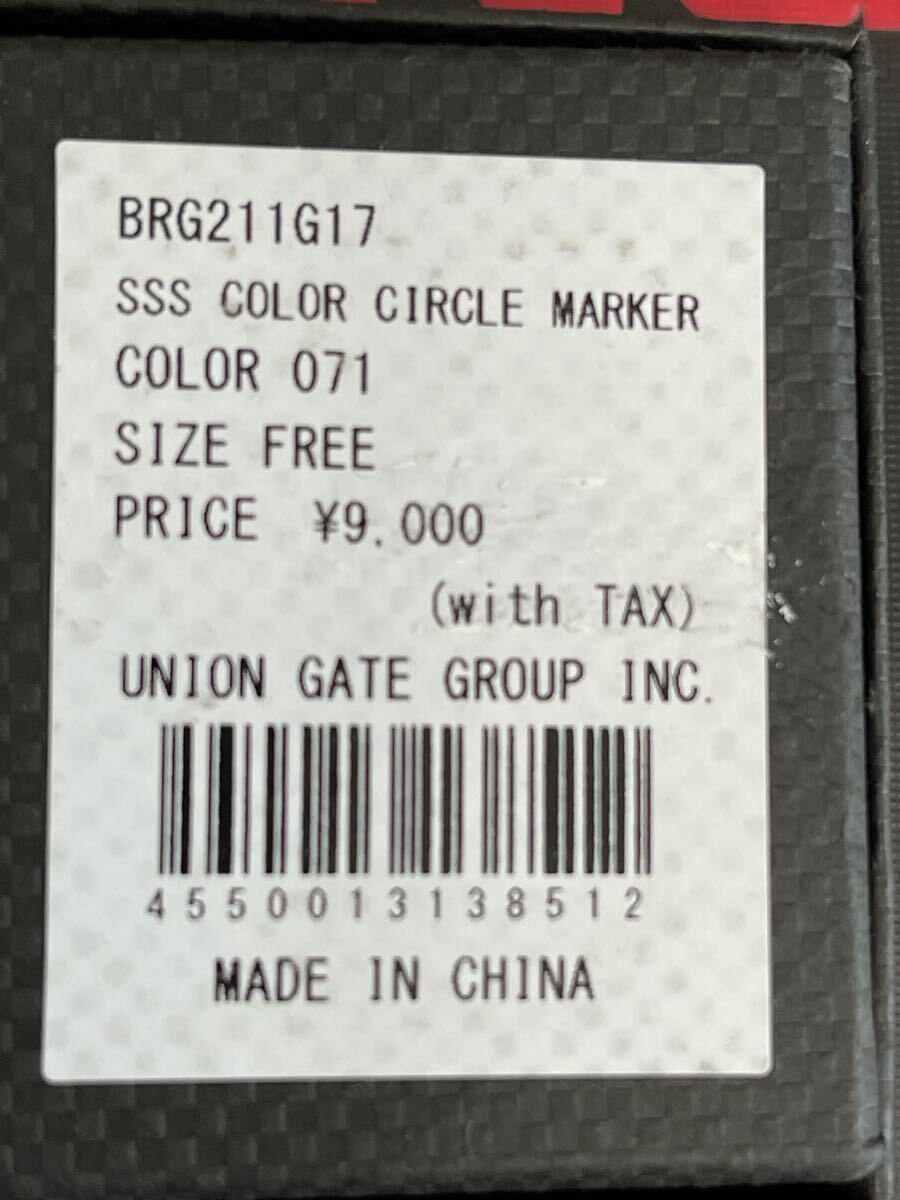 BRG211G17
SSS COLOR CIRCLE MARKER
COLOR 071
SIZE FREE
PRICE ¥9.000
(with TAX)
UNION GATE GROUP INC.
4550013138512
MADE IN CHINA